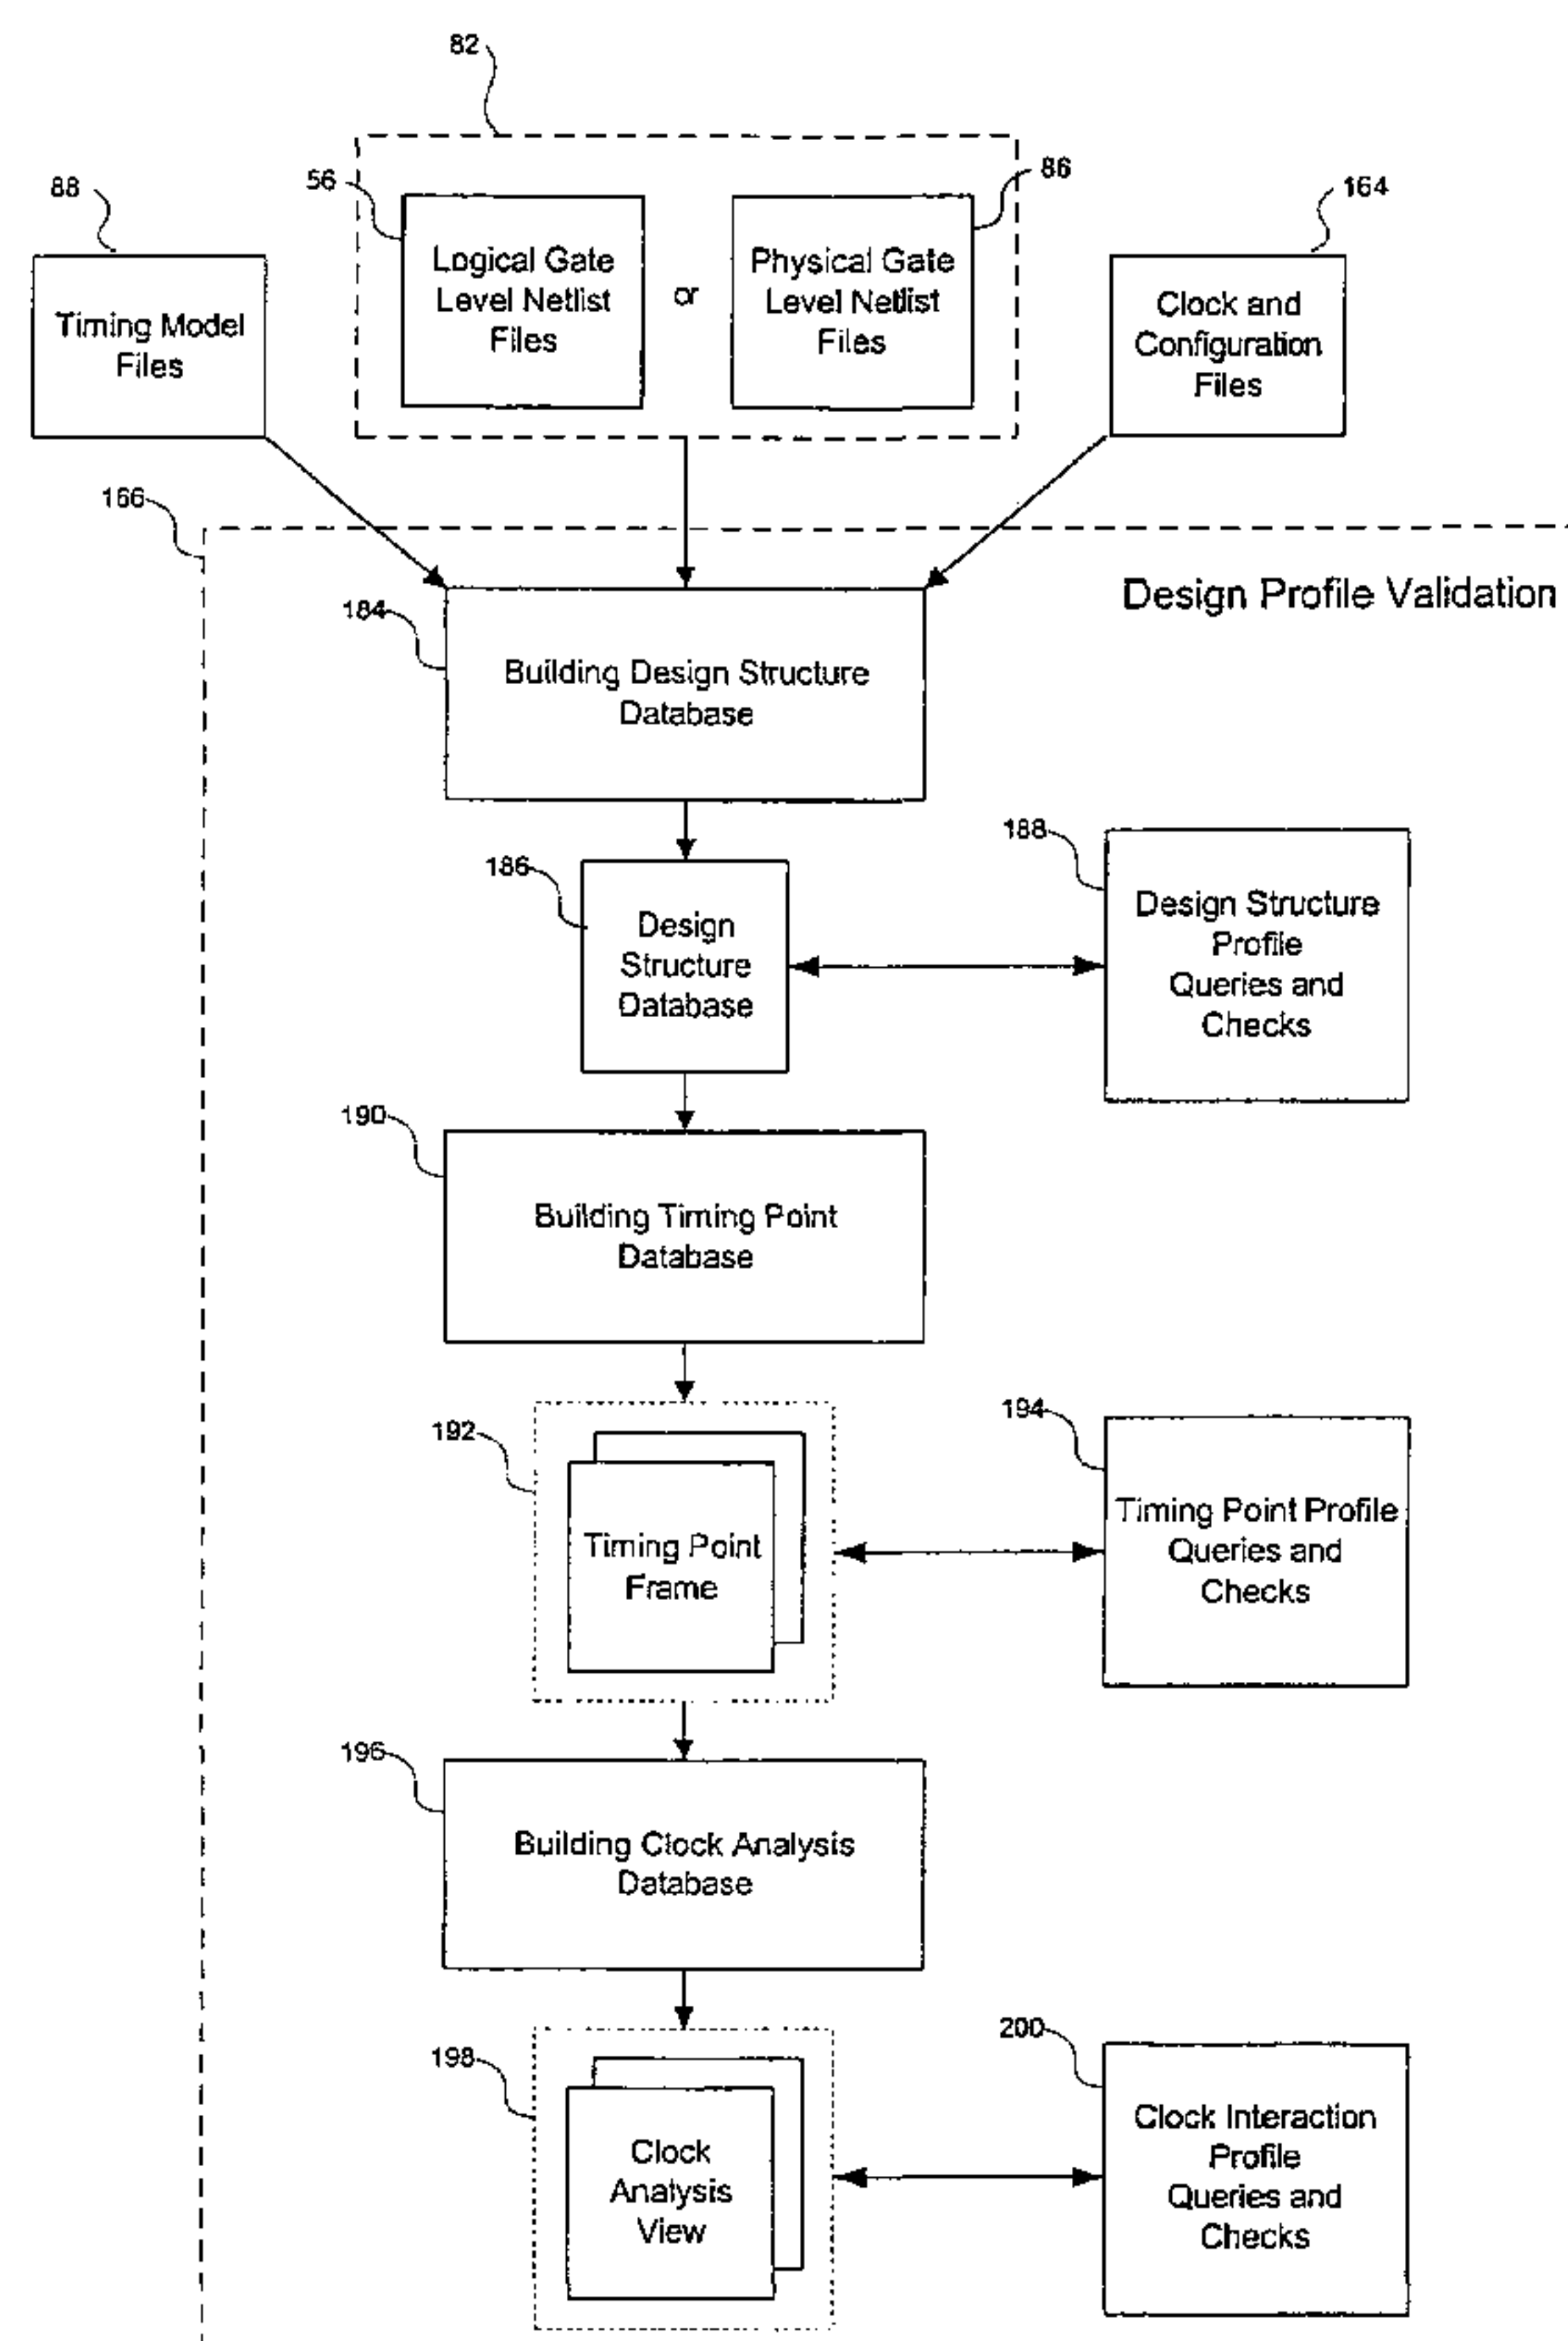 82
56
86
88
164
Logical Gate
Level Netlist
Files
or
Physical Gate
Level Netlist
Files
Timing Model
Files
Clock and
Configuration
Files
166
Design Profile Validation
184
Building Design Structure
Database
186
Design
Structure
Database
188
Design Structure
Profile
Queries and
Checks
190
Building Timing Point
Database
192
Timing Point
Frame
194
Timing Point Profile
Queries and
Checks
196
Building Clock Analysis
Database
198
Clock
Analysis
View
200
Clock Interaction
Profile
Queries and
Checks